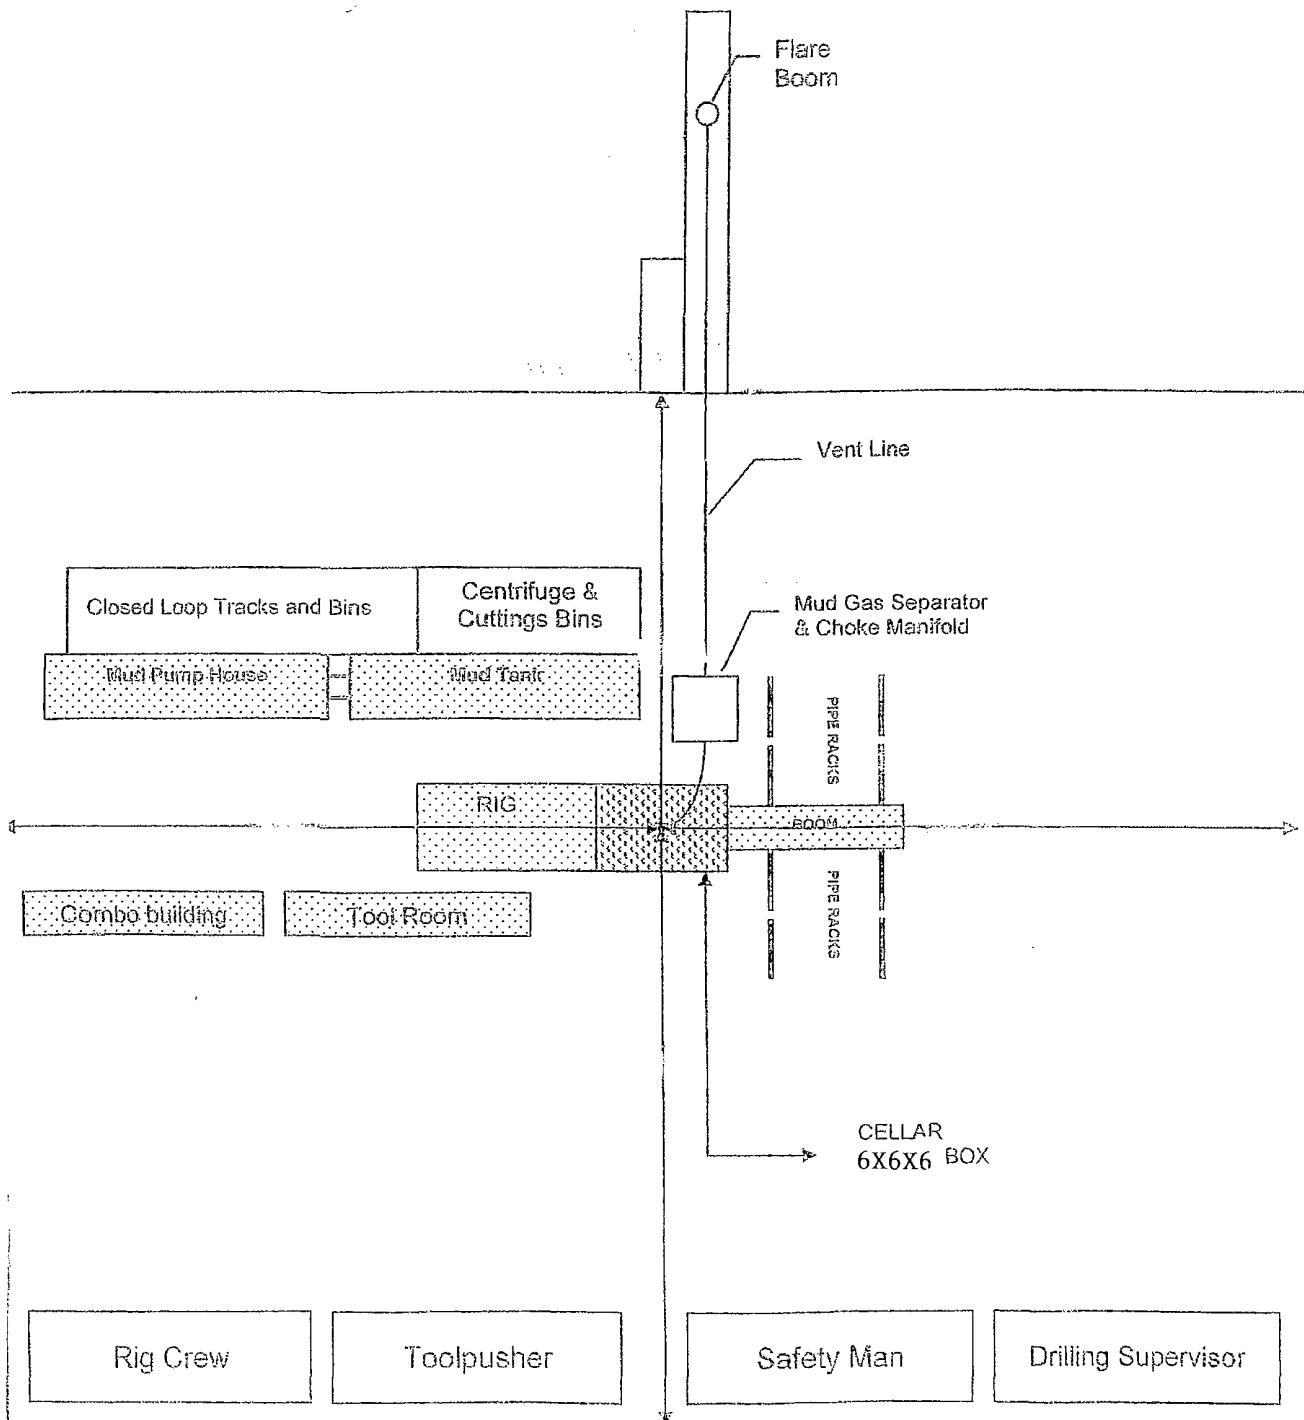 Flare
Boom
Vent Line
Closed Loop Tracks and Bins
Centrifuge &
Cuttings Bins
Mud Gas Separator
& Choke Manifold
Mud Pump House
Mud Tank
PIPE RACKS
RIG
ROOM
Combo building
Tool Room
PIPE RACKS
CELLAR
6X6X6 BOX
Rig Crew
Toolpusher
Safety Man
Drilling Supervisor